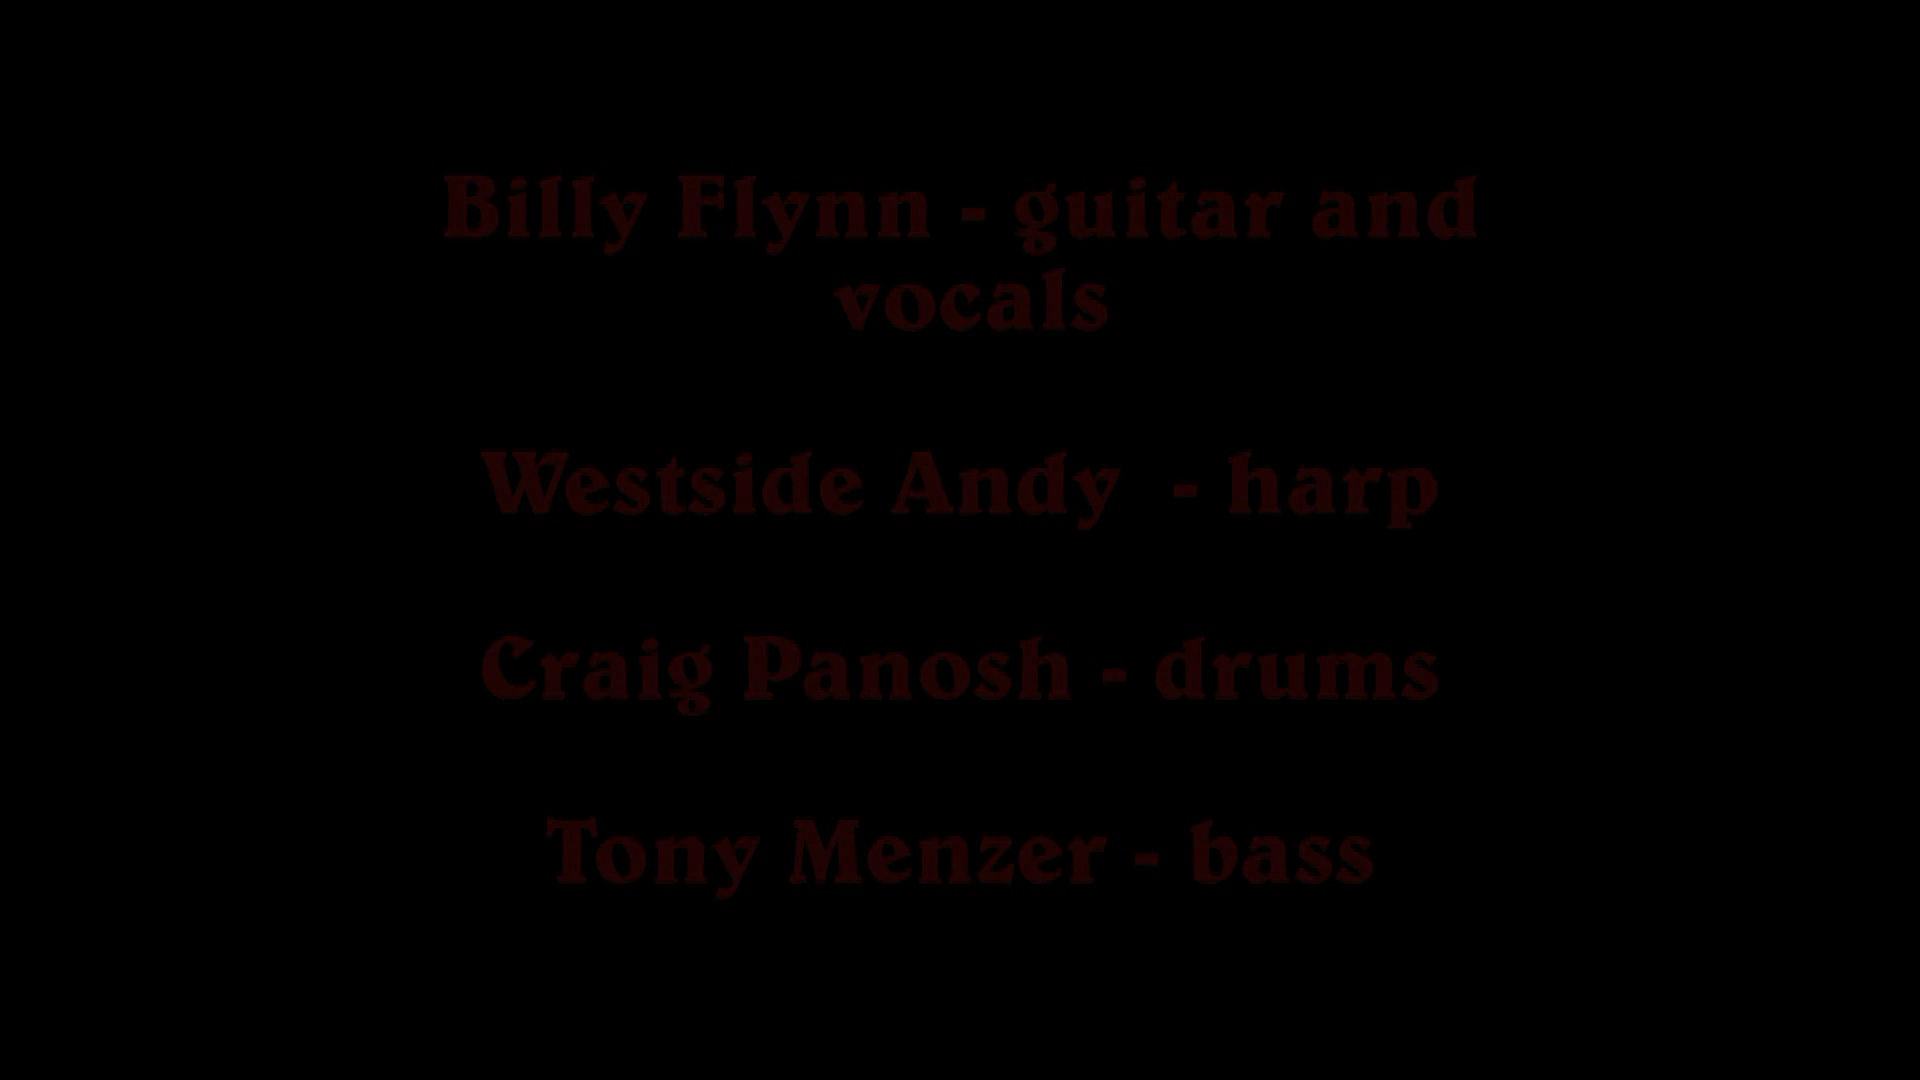 Billy Flynn - guitar and
vocals
Westside Andy  - harp
Craig Panosh - drums
Tony Menzer - bass